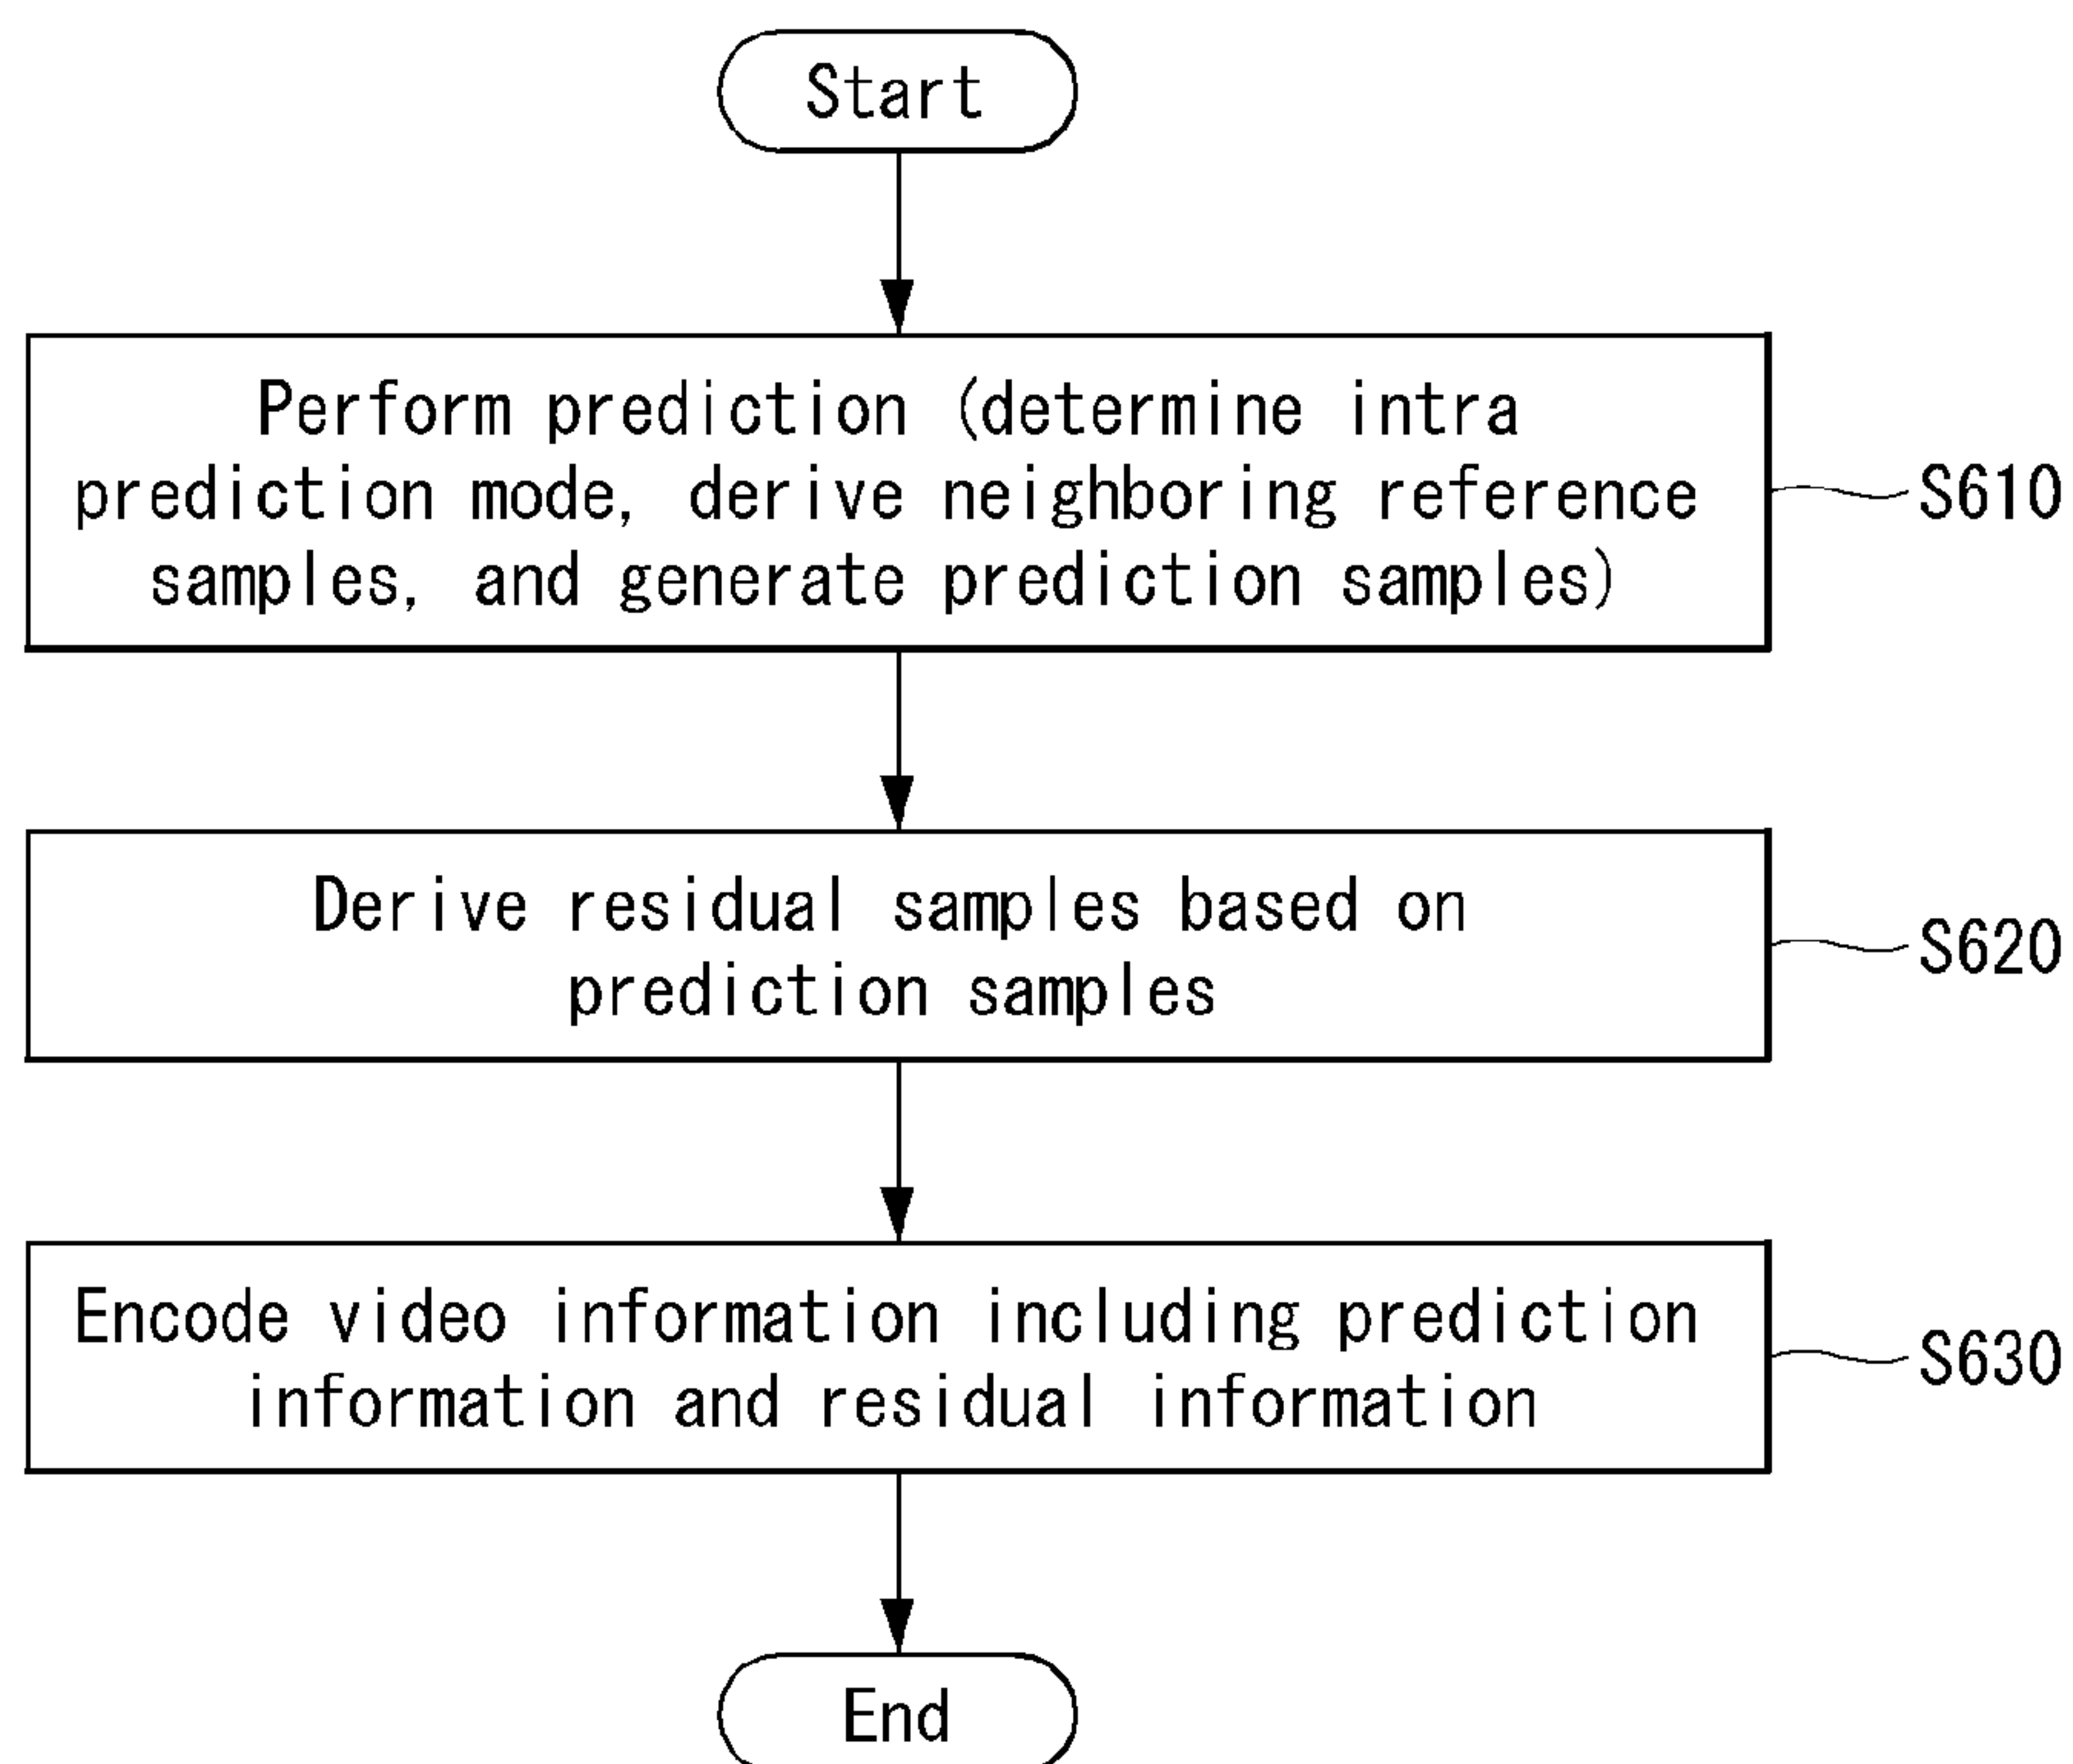 Start
Perform prediction (determine intra
prediction mode, derive neighboring reference
samples, and generate prediction samples)
S610
Derive residual samples based on
prediction samples
S620
Encode video information including prediction
information and residual information
S630
End